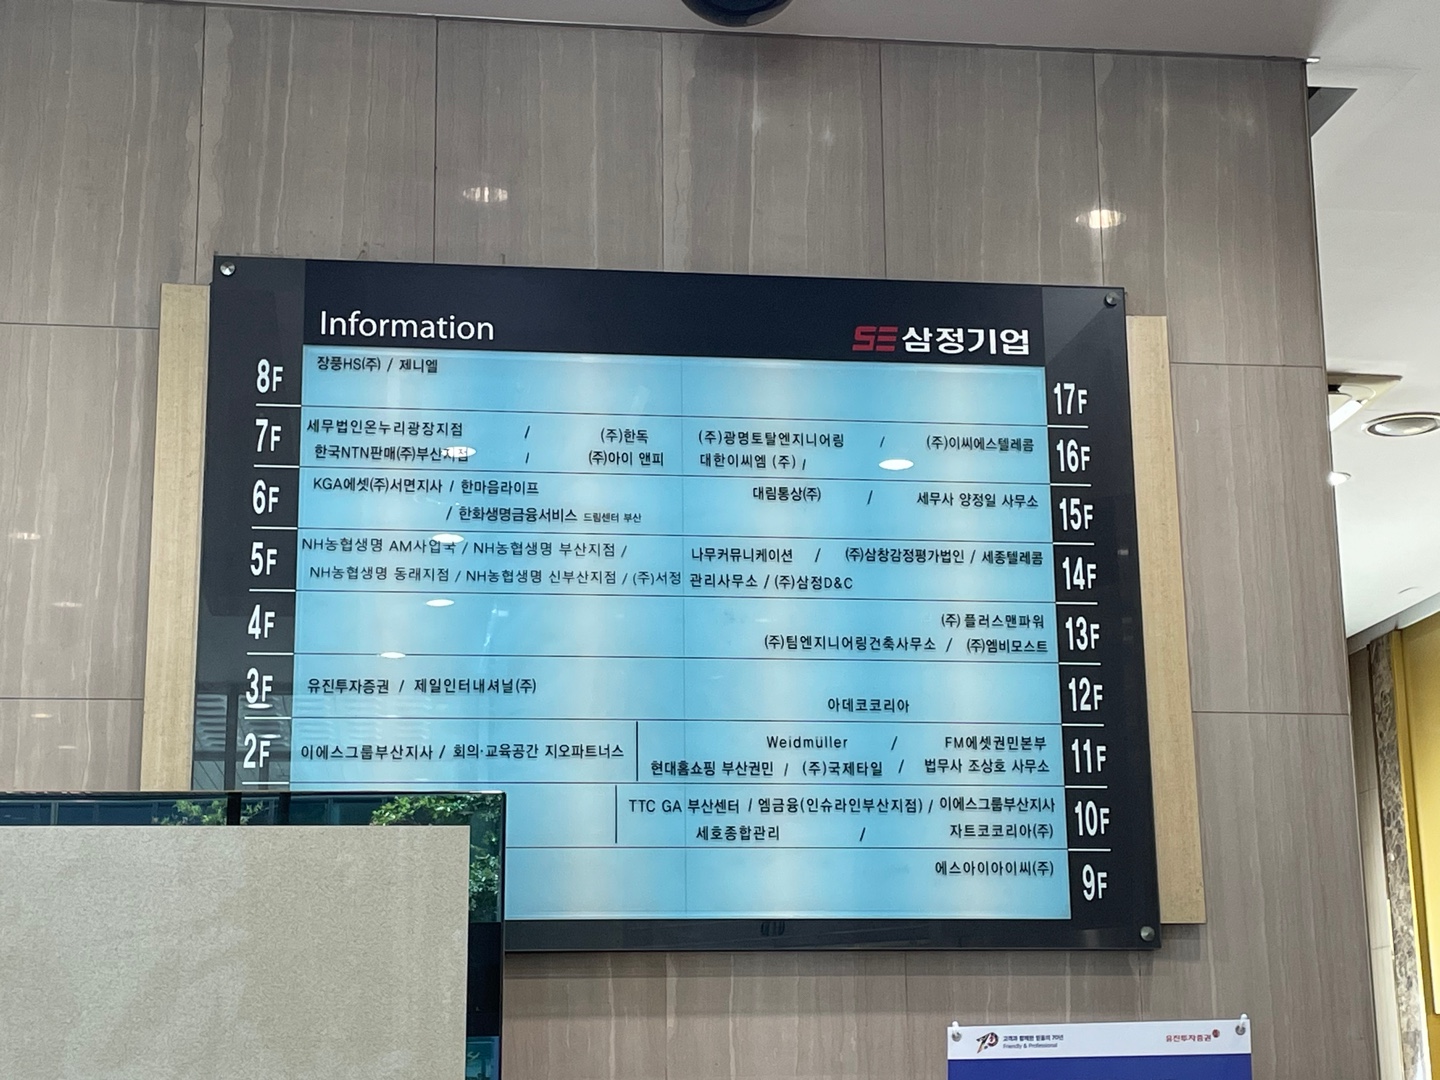 Information
SE 삼정기업
8F 장풍HS(주) / 제니엘
17F
7F 세무법인온누리광장지점 / (주)한독
한국NTN판매(주)부산지점 / (주)아이 앤피
(주)광명토탈엔지니어링 / (주)이씨에스텔레콤 16F
대한이씨엠 (주) /
6F KGA에셋(주)서면지사 / 한마음라이프
/ 한화생명금융서비스 드림센터 부산
대림통상(주) / 세무사 양정일 사무소 15F
5F NH농협생명 AM사업국 / NH농협생명 부산지점 /
NH농협생명 동래지점 / NH농협생명 신부산지점 / (주)서정
나무커뮤니케이션 / (주)삼창감정평가법인 / 세종텔레콤 14F
관리사무소 / (주)삼정D&C
4F
(주)플러스맨파워 13F
(주)팀엔지니어링건축사무소 / (주)엠비모스트
3F 유진투자증권 / 제일인터내셔널(주)
아데코코리아 12F
2F 이에스그룹부산지사 / 회의·교육공간 지오파트너스
Weidmüller / FM에셋권민본부 11F
현대홈쇼핑 부산권민 / (주)국제타일 / 법무사 조상호 사무소
TTC GA 부산센터 / 엠금융(인슈라인부산지점) / 이에스그룹부산지사 10F
세호종합관리 / 자트코코리아(주)
에스아이아이씨(주) 9F
고객과 함께한 믿음의 70년
Friendly & Professional
유진투자증권